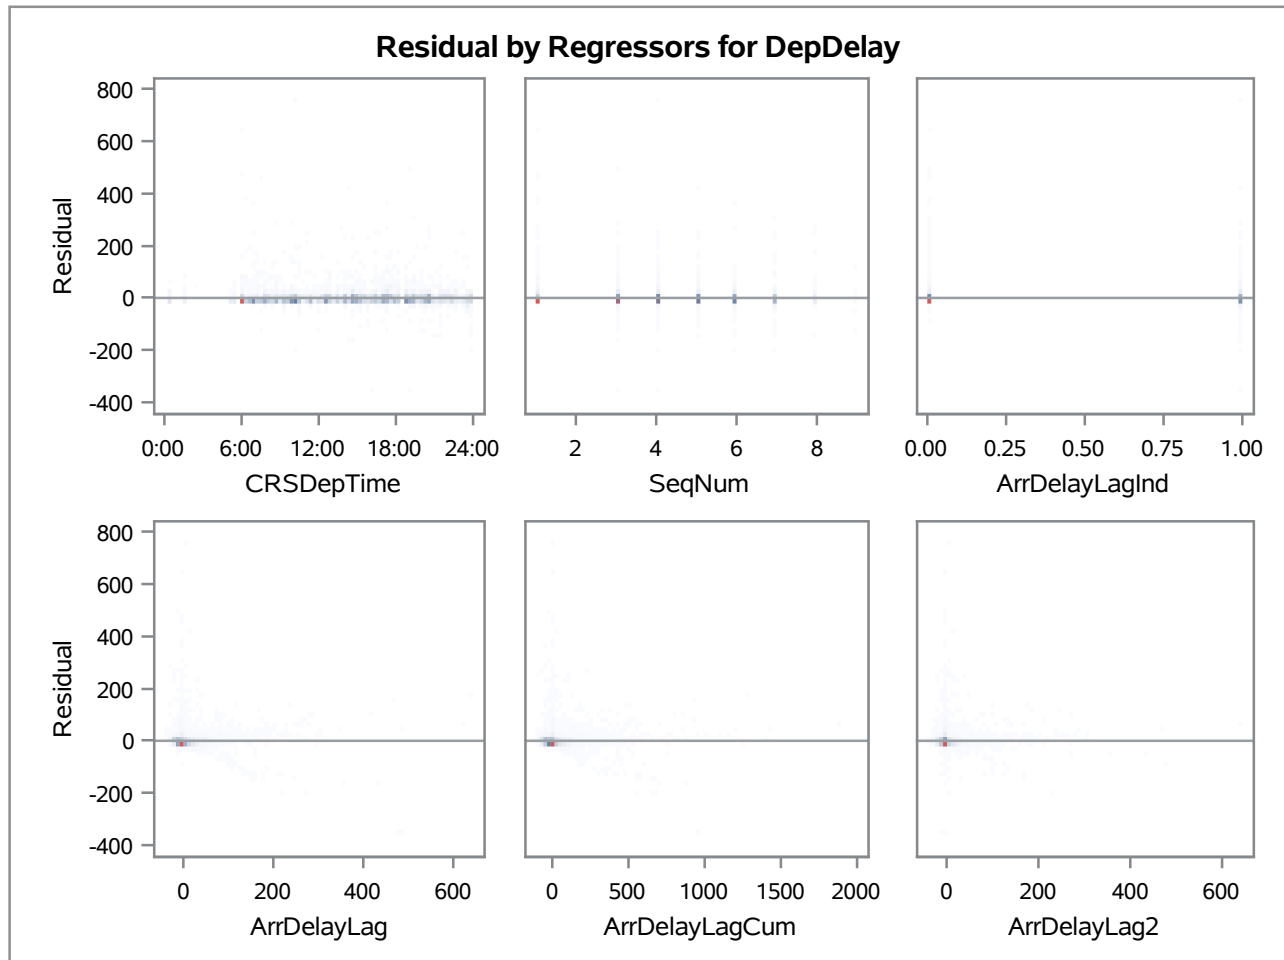 Residual by Regressors for DepDelay
800
600
400
200
0
-200
-400
Residual
0:00 6:00 12:00 18:00 24:00
CRSDepTime
2 4 6 8
SeqNum
0.00 0.25 0.50 0.75 1.00
ArrDelayLagInd
800
600
400
200
0
-200
-400
Residual
0 200 400 600
ArrDelayLag
0 500 1000 1500 2000
ArrDelayLagCum
0 200 400 600
ArrDelayLag2